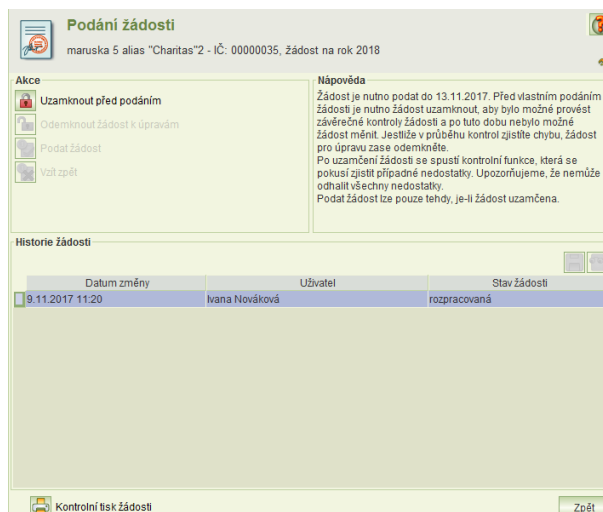 Podání žádosti
maruska 5 alias "Charitas"2 - IČ: 00000035, žádost na rok 2018
Akce
Uzamknout před podáním
Odemknout žádost k úpravám
Podat žádost
Vzít zpět
Nápověda
Žádost je nutno podat do 13.11.2017. Před vlastním podáním
žádosti je nutno žádost uzamknout, aby bylo možné provést
závěrečné kontroly žádosti a po tuto dobu nebylo možné
žádost měnit. Jestliže v průběhu kontrol zjistíte chybu, žádost
pro úpravu zase odemkněte.
Po uzamčení žádosti se spustí kontrolní funkce, která se
pokusí zjistit případné nedostatky. Upozorňujeme, že nemůže
odhalit všechny nedostatky.
Podat žádost lze pouze tehdy, je-li žádost uzamčena.
Historie žádosti
Datum změny Uživatel Stav žádosti
9.11.2017 11:20 Ivana Nováková rozpracovaná
Kontrolní tisk žádosti Zpět